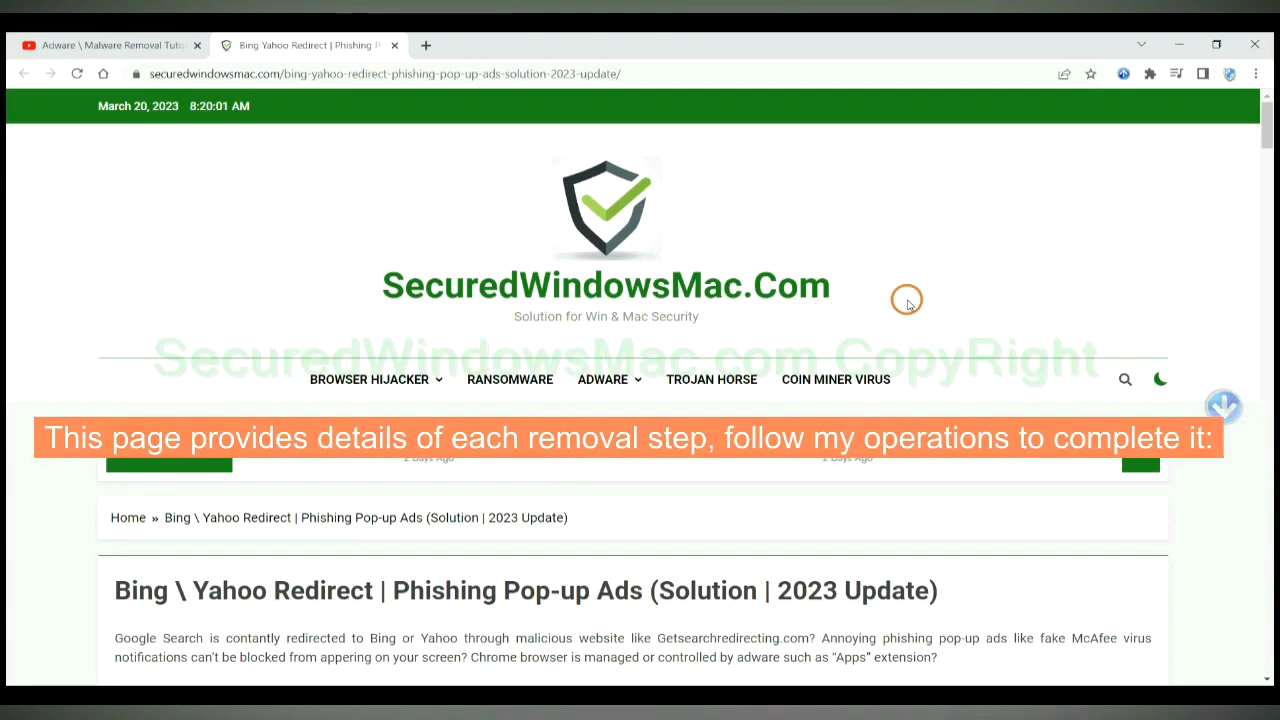 Adware \ Malware Removal Tuto
Bing Yahoo Redirect | Phishing P
securedwindowsmac.com/bing-yahoo-redirect-phishing-pop-up-ads-solution-2023-update/
March 20, 2023 8:20:01 AM
SecuredWindowsMac.Com
Solution for Win & Mac Security
SecuredWindowsMac.com CopyRight
BROWSER HIJACKER RANSOMWARE ADWARE TROJAN HORSE COIN MINER VIRUS
This page provides details of each removal step, follow my operations to complete it:
2 Days Ago 2 Days Ago
Home » Bing \ Yahoo Redirect | Phishing Pop-up Ads (Solution | 2023 Update)
Bing \ Yahoo Redirect | Phishing Pop-up Ads (Solution | 2023 Update)
Google Search is contantly redirected to Bing or Yahoo through malicious website like Getsearchredirecting.com? Annoying phishing pop-up ads like fake McAfee virus
notifications can't be blocked from appering on your screen? Chrome browser is managed or controlled by adware such as “Apps” extension?